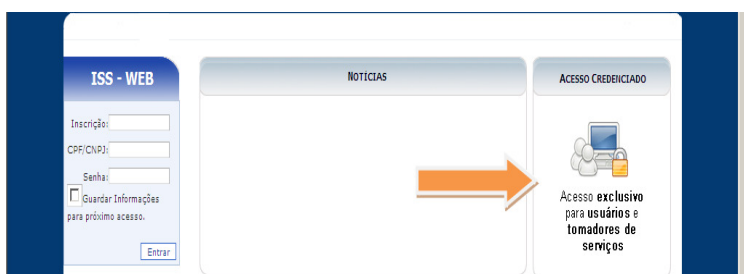 ISS - WEB
Inscrição:
CPF/CNPJ:
Senha:
Guardar Informações
para próximo acesso.
Entrar
NOTÍCIAS
ACESSO CREDENCIADO
Acesso exclusivo
para usuários e
tomadores de
serviços